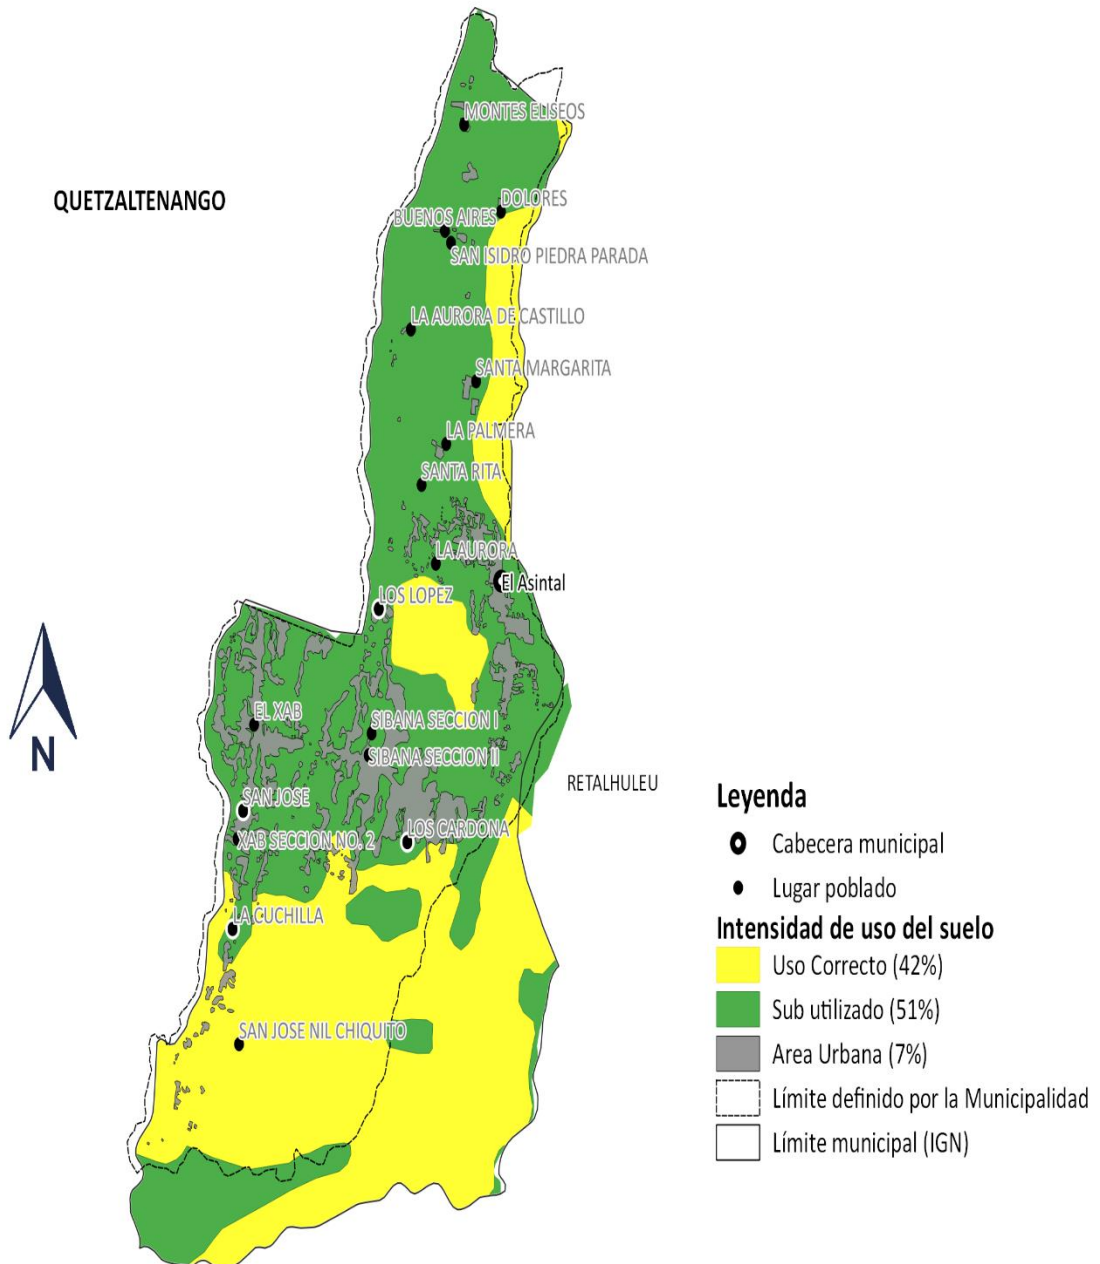 MONTES ELISEOS
QUETZALTENANGO
DOLORES
BUENOS AIRES
SAN ISIDRO PIEDRA PARADA
LA AURORA DE CASTILLO
SANTA MARGARITA
LA PALMERA
SANTA RITA
LA AURORA
El Asintal
LOS LOPEZ
EL XAB
SIBANA SECCION I
SIBANA SECCION II
N
RETALHULEU
SAN JOSE
LOS CARDONA
XAB SECCION NO. 2
LA CUCHILLA
SAN JOSE NIL CHIQUITO
Leyenda
Cabecera municipal
Lugar poblado
Intensidad de uso del suelo
Uso Correcto (42%)
Sub utilizado (51%)
Area Urbana (7%)
Límite definido por la Municipalidad
Límite municipal (IGN)